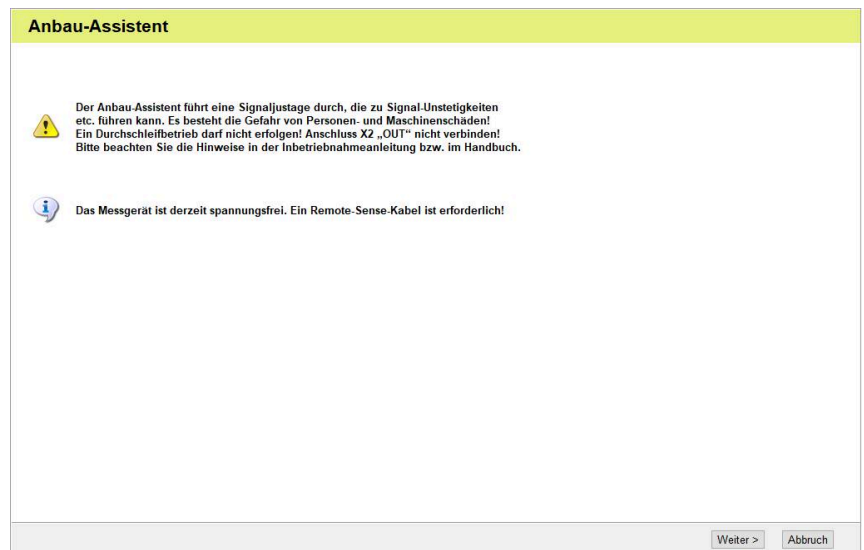 Anbau-Assistent
Der Anbau-Assistent führt eine Signaljustage durch, die zu Signal-Unstetigkeiten
etc. führen kann. Es besteht die Gefahr von Personen- und Maschinenschäden!
Ein Durchschleifbetrieb darf nicht erfolgen! Anschluss X2 „OUT“ nicht verbinden!
Bitte beachten Sie die Hinweise in der Inbetriebnahmeanleitung bzw. im Handbuch.
Das Messgerät ist derzeit spannungsfrei. Ein Remote-Sense-Kabel ist erforderlich!
Weiter > Abbruch